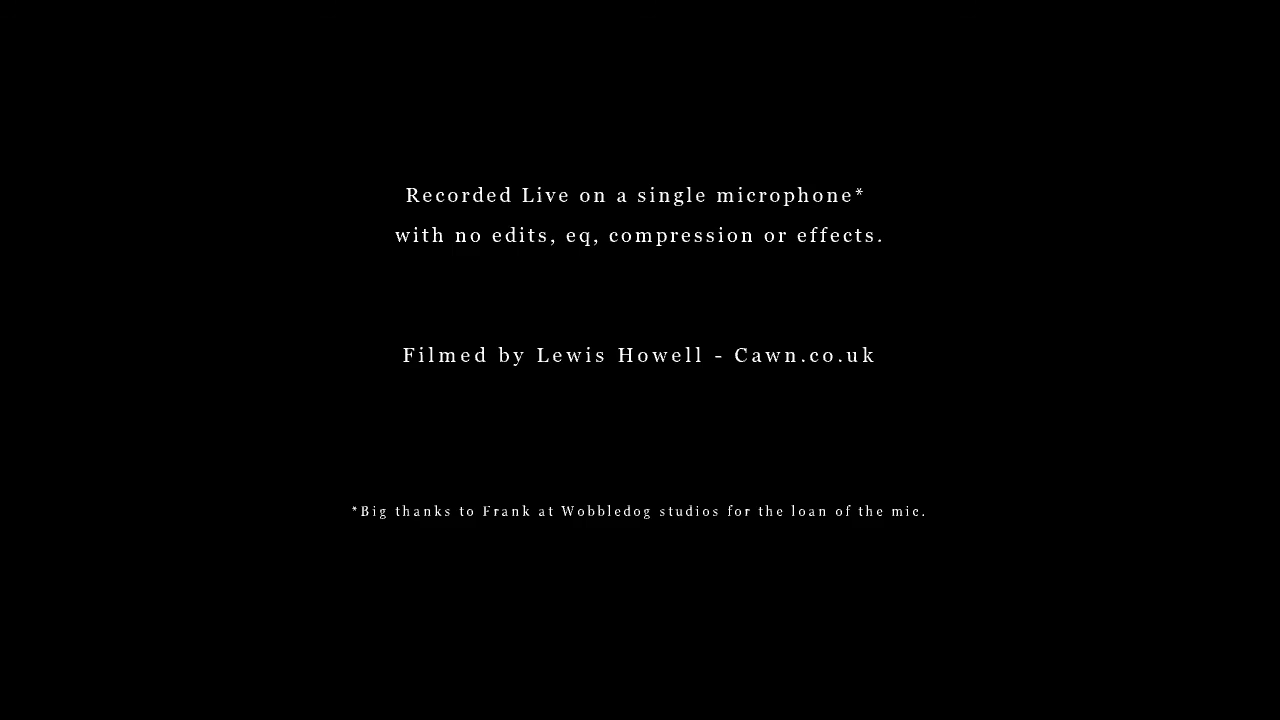 Recorded Live on a single microphone*
with no edits, eq, compression or effects.
Filmed by Lewis Howell - Cawn.co.uk
*Big thanks to Frank at Wobbledog studios for the loan of the mic.